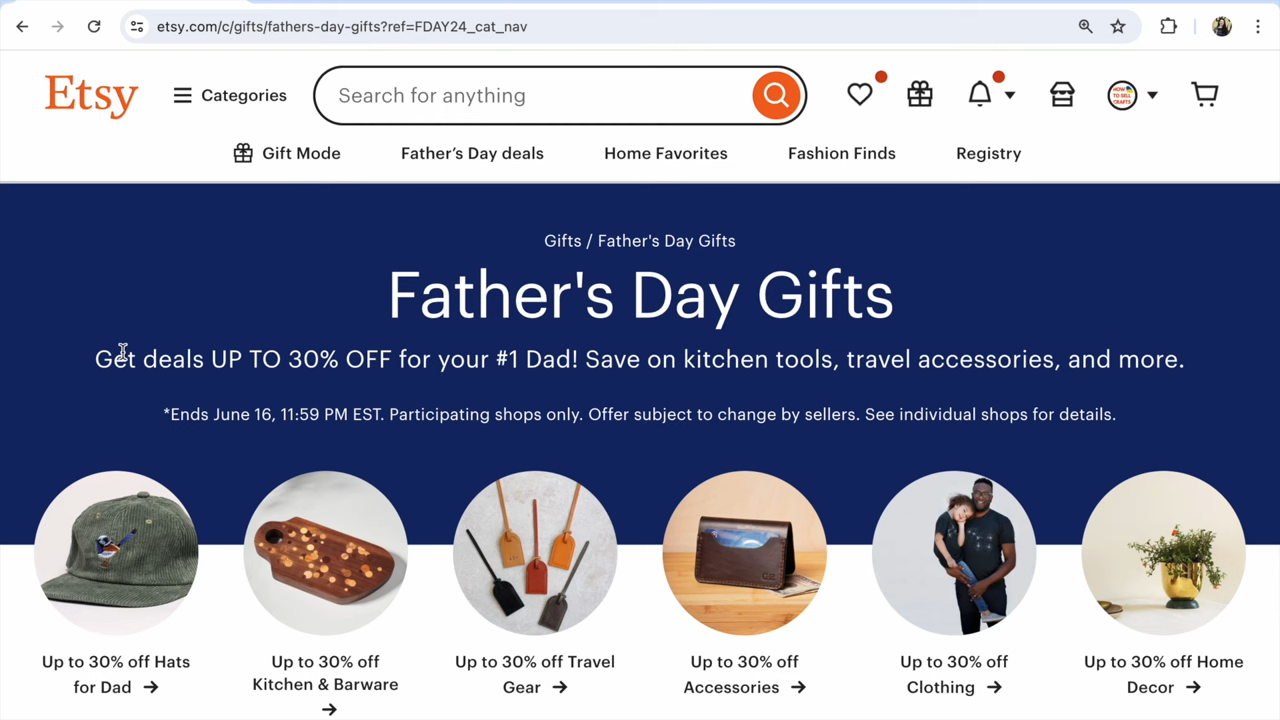 etsy.com/c/gifts/fathers-day-gifts?ref=FDAY24_cat_nav
Etsy
Categories
Search for anything
HOW TO SELL CRAFTS
Gift Mode
Father's Day deals
Home Favorites
Fashion Finds
Registry
Gifts / Father's Day Gifts
Father's Day Gifts
Get deals UP TO 30% OFF for your #1 Dad! Save on kitchen tools, travel accessories, and more.
*Ends June 16, 11:59 PM EST. Participating shops only. Offer subject to change by sellers. See individual shops for details.
Up to 30% off Hats
for Dad →
Up to 30% off
Kitchen & Barware
→
Up to 30% off Travel
Gear →
Up to 30% off
Accessories →
Up to 30% off
Clothing →
Up to 30% off Home
Decor →